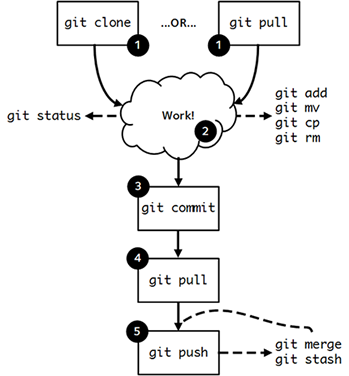 git clone
...OR...
git pull
1
1
Work!
2
git status
git add
git mv
git cp
git rm
3
git commit
4
git pull
5
git push
git merge
git stash